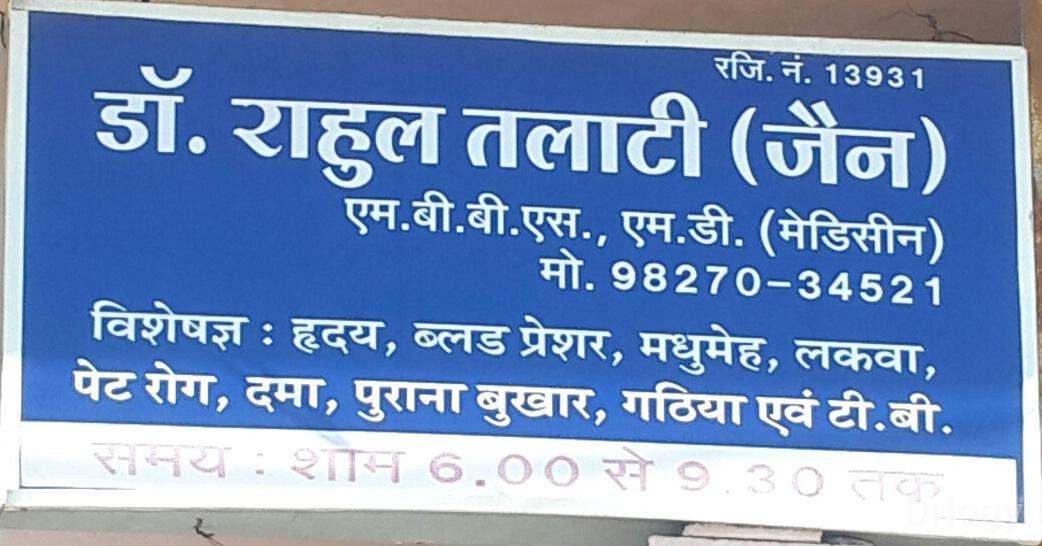 रजि. नं. 13931
डॉ. राहुल तलाटी (जैन)
एम.बी.बी.एस., एम.डी. (मेडिसीन)
मो. 98270-34521
विशेषज्ञ : हृदय, ब्लड प्रेशर, मधुमेह, लकवा,
पेट रोग, दमा, पुराना बुखार, गठिया एवं टी.बी.
समय : शाम 6.00 से 9.30 तक